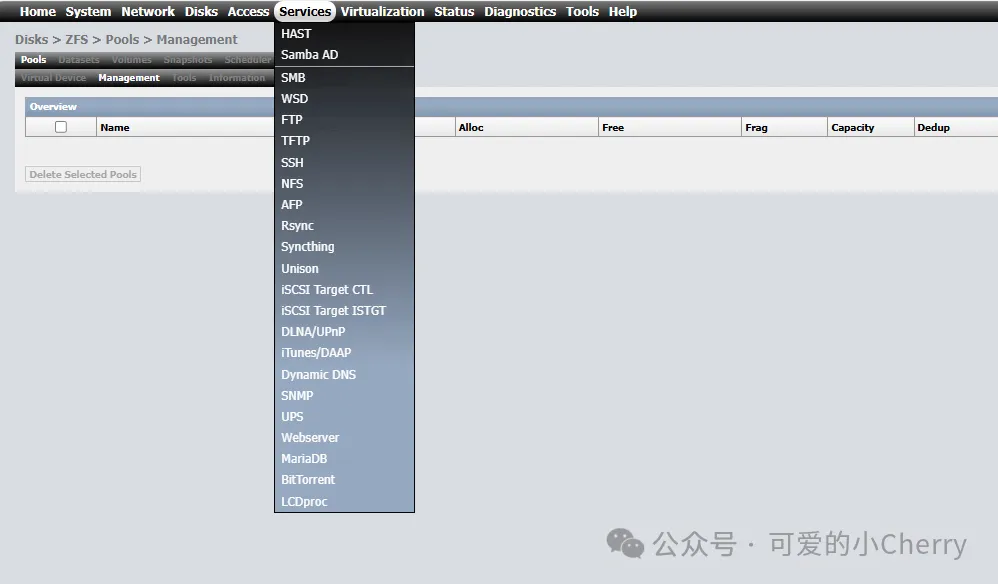 Home System Network Disks Access Services Virtualization Status Diagnostics Tools Help
Disks > ZFS > Pools > Management
Pools Datasets Volumes Snapshots Scheduler
Virtual Device Management Tools Information
Overview
Name Alloc Free Frag Capacity Dedup
Delete Selected Pools
HAST
Samba AD
SMB
WSD
FTP
TFTP
SSH
NFS
AFP
Rsync
Syncthing
Unison
iSCSI Target CTL
iSCSI Target ISTGT
DLNA/UPnP
iTunes/DAAP
Dynamic DNS
SNMP
UPS
Webserver
MariaDB
BitTorrent
LCDproc
公众号 · 可爱的小Cherry